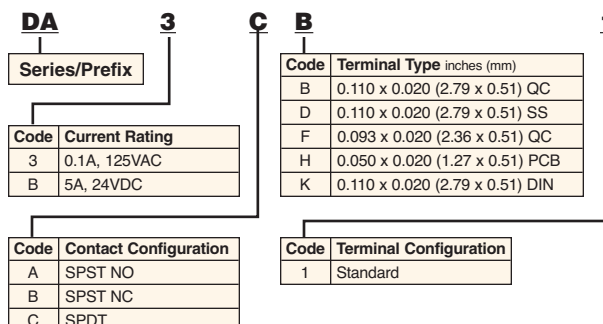 DA 3 C B
Series/Prefix
Code Terminal Type inches (mm)
B 0.110 x 0.020 (2.79 x 0.51) QC
D 0.110 x 0.020 (2.79 x 0.51) SS
F 0.093 x 0.020 (2.36 x 0.51) QC
H 0.050 x 0.020 (1.27 x 0.51) PCB
K 0.110 x 0.020 (2.79 x 0.51) DIN
Code Current Rating
3 0.1A, 125VAC
B 5A, 24VDC
Code Contact Configuration
A SPST NO
B SPST NC
C SPDT
Code Terminal Configuration
1 Standard